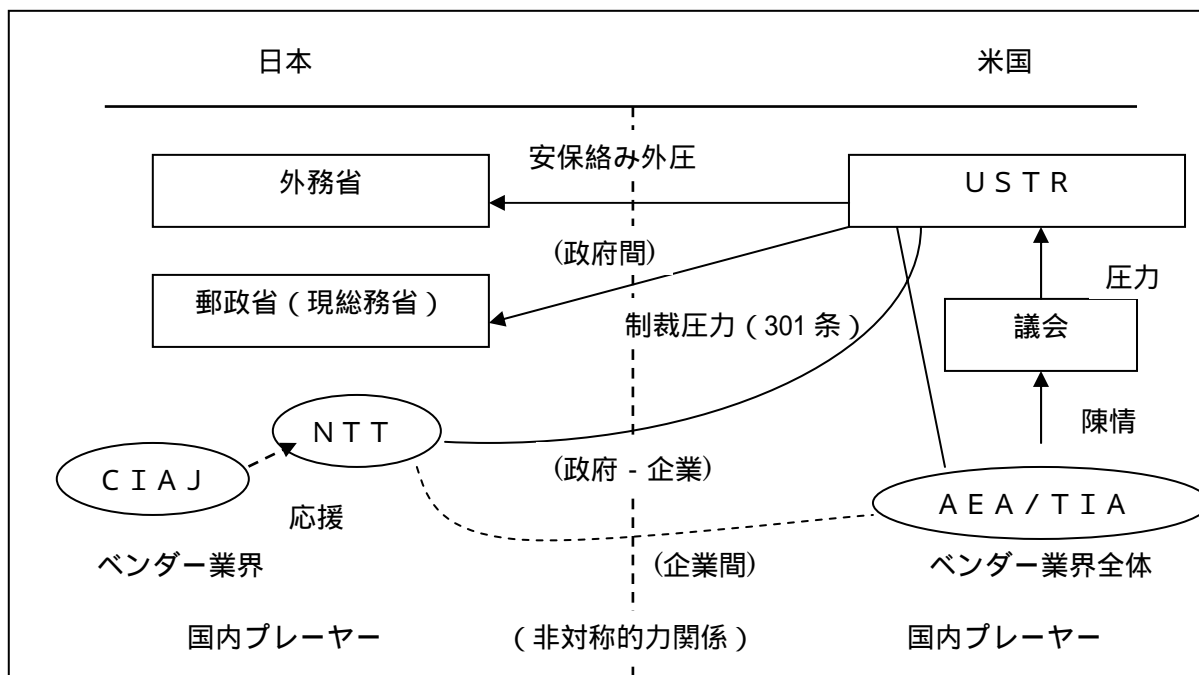 日本
米国
安保絡み外圧
外務省
ＵＳＴＲ
(政府間)
圧力
郵政省（現総務省）
制裁圧力（301 条）
議会
ＮＴＴ
陳情
ＣＩＡＪ
(政府 - 企業)
ＡＥＡ/ＴＩＡ
応援
ベンダー業界
(企業間)
ベンダー業界全体
国内プレーヤー
（非対称的力関係）
国内プレーヤー